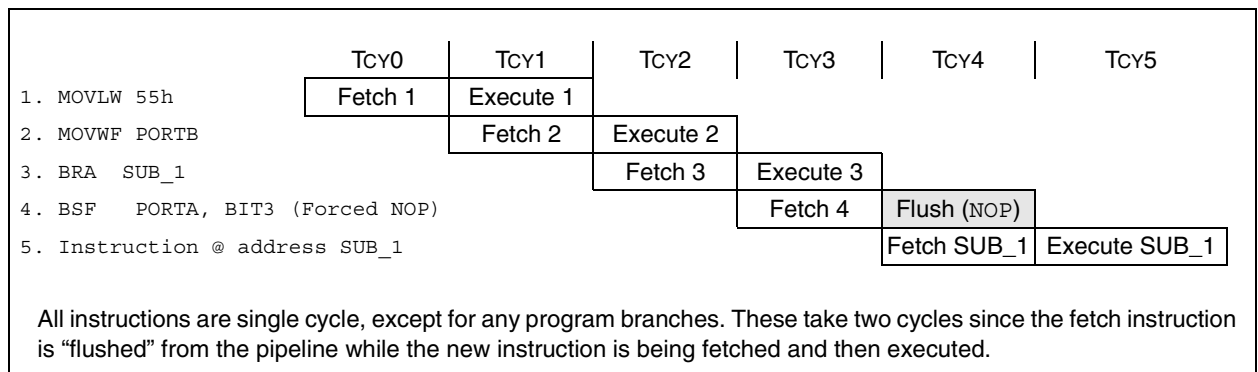 TCY0 TCY1 TCY2 TCY3 TCY4 TCY5
1. MOVLW 55h Fetch 1 Execute 1
2. MOVWF PORTB Fetch 2 Execute 2
3. BRA SUB_1 Fetch 3 Execute 3
4. BSF PORTA, BIT3 (Forced NOP) Fetch 4 Flush (NOP)
5. Instruction @ address SUB_1 Fetch SUB_1 Execute SUB_1
All instructions are single cycle, except for any program branches. These take two cycles since the fetch instruction
is “flushed” from the pipeline while the new instruction is being fetched and then executed.